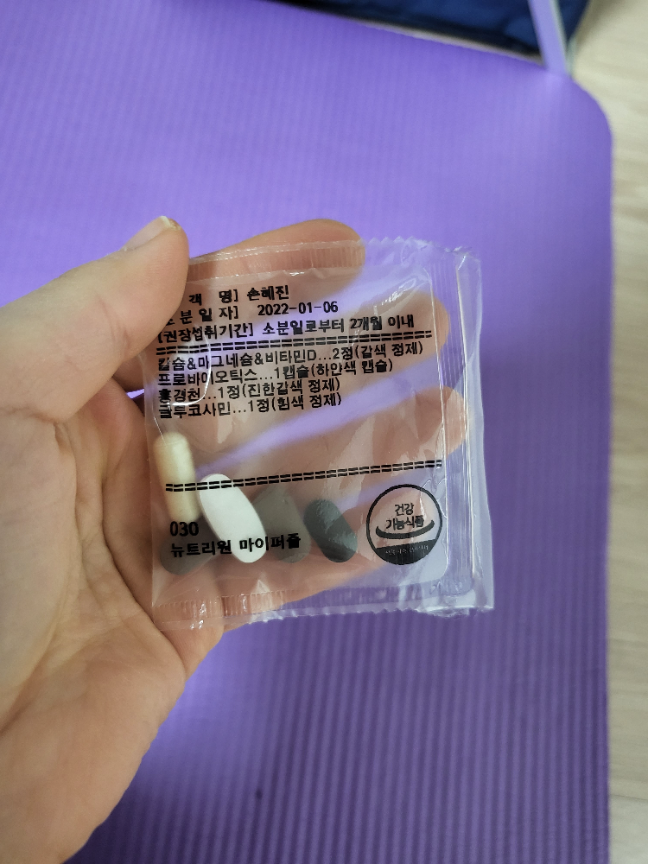 객 명] 손혜진
분 일 자] 2022-01-06
[권장섭취기간] 소분일로부터 2개월 이내
칼슘&마그네슘&비타민D...2정(갈색 정제)
프로바이오틱스...1캡슐(하얀색 캡슐)
홍경천...1정(진한갈색 정제)
글루코사민...1정(흰색 정제)
030
뉴트리원 마이퍼즐
건강
기능식품